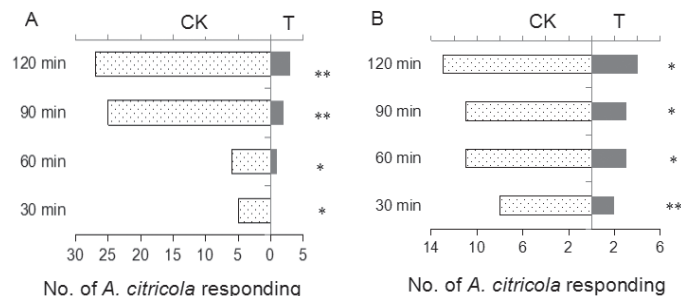 A CK T
120 min **
90 min **
60 min *
30 min *
30 25 20 15 10 5 0 5
No. of A. citricola responding
B CK T
120 min *
90 min *
60 min *
30 min **
14 10 6 2 2 6
No. of A. citricola responding